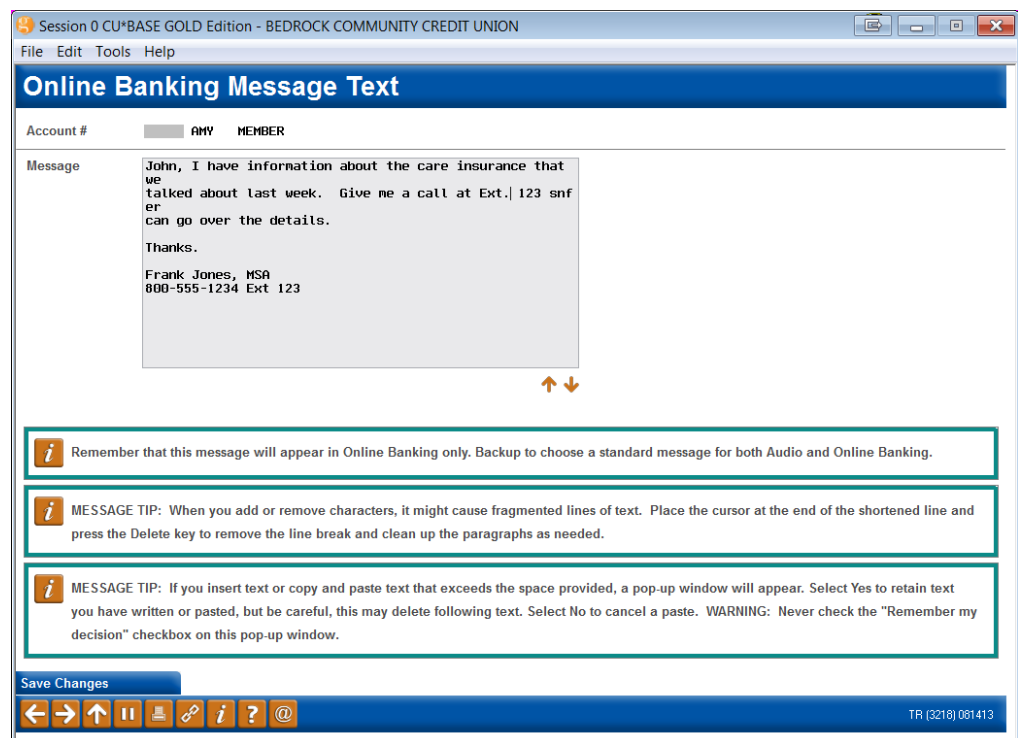 Session 0 CU*BASE GOLD Edition - BEDROCK COMMUNITY CREDIT UNION
File Edit Tools Help
Online Banking Message Text
Account # AMY MEMBER
Message
John, I have information about the care insurance that
we
talked about last week.  Give me a call at Ext. 123 snf
er
can go over the details.
Thanks.
Frank Jones, MSA
800-555-1234 Ext 123
Remember that this message will appear in Online Banking only. Backup to choose a standard message for both Audio and Online Banking.
MESSAGE TIP:  When you add or remove characters, it might cause fragmented lines of text.  Place the cursor at the end of the shortened line and
press the Delete key to remove the line break and clean up the paragraphs as needed.
MESSAGE TIP:  If you insert text or copy and paste text that exceeds the space provided, a pop-up window will appear. Select Yes to retain text
you have written or pasted, but be careful, this may delete following text. Select No to cancel a paste.  WARNING:  Never check the "Remember my
decision" checkbox on this pop-up window.
Save Changes
TR (3218) 081413